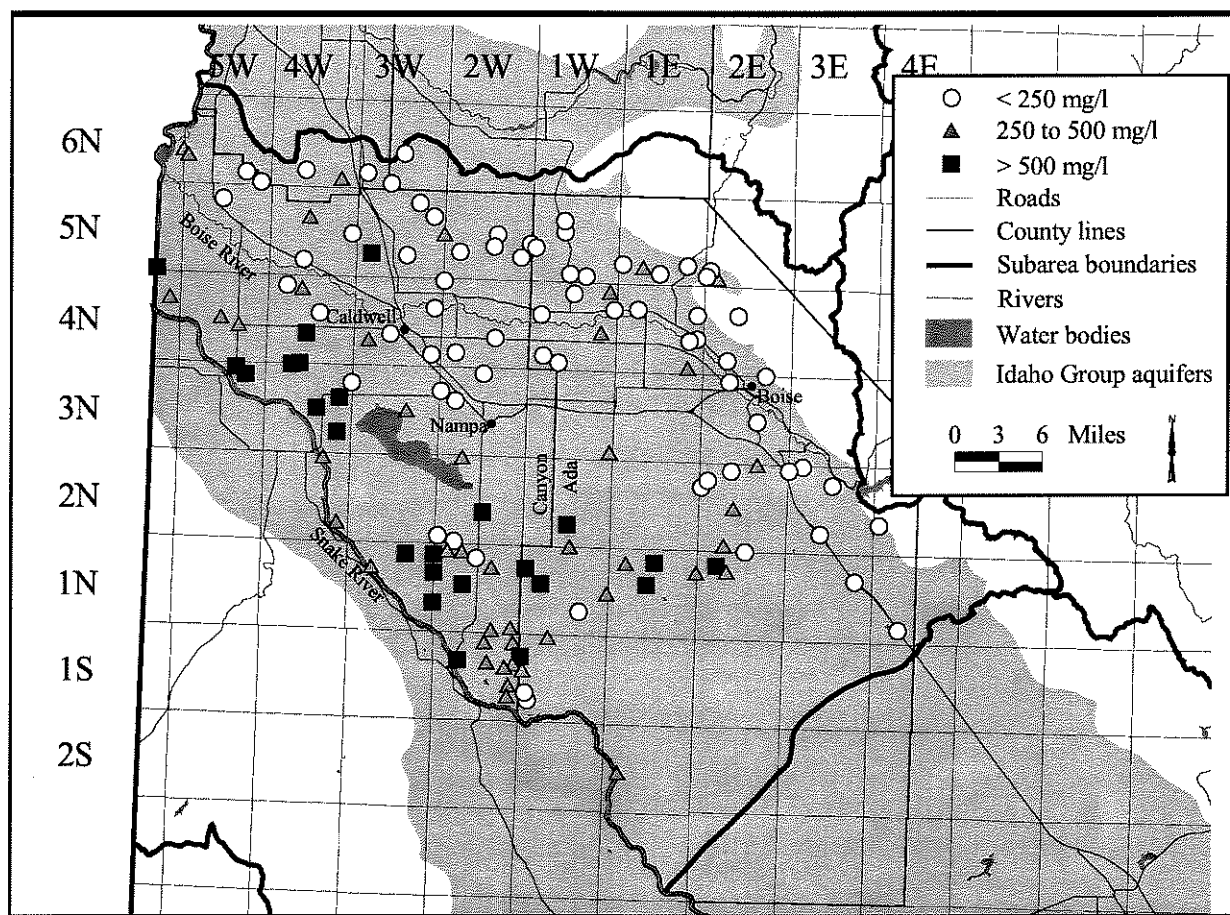 5W 4W 3W 2W 1W 1E 2E 3E 4E
6N
5N
4N
3N
2N
1N
1S
2S
< 250 mg/l
250 to 500 mg/l
> 500 mg/l
Roads
County lines
Subarea boundaries
Rivers
Water bodies
Idaho Group aquifers
0 3 6 Miles
N
Boise River
Caldwell
Nampa
Boise
Canyon
Ada
Snake River